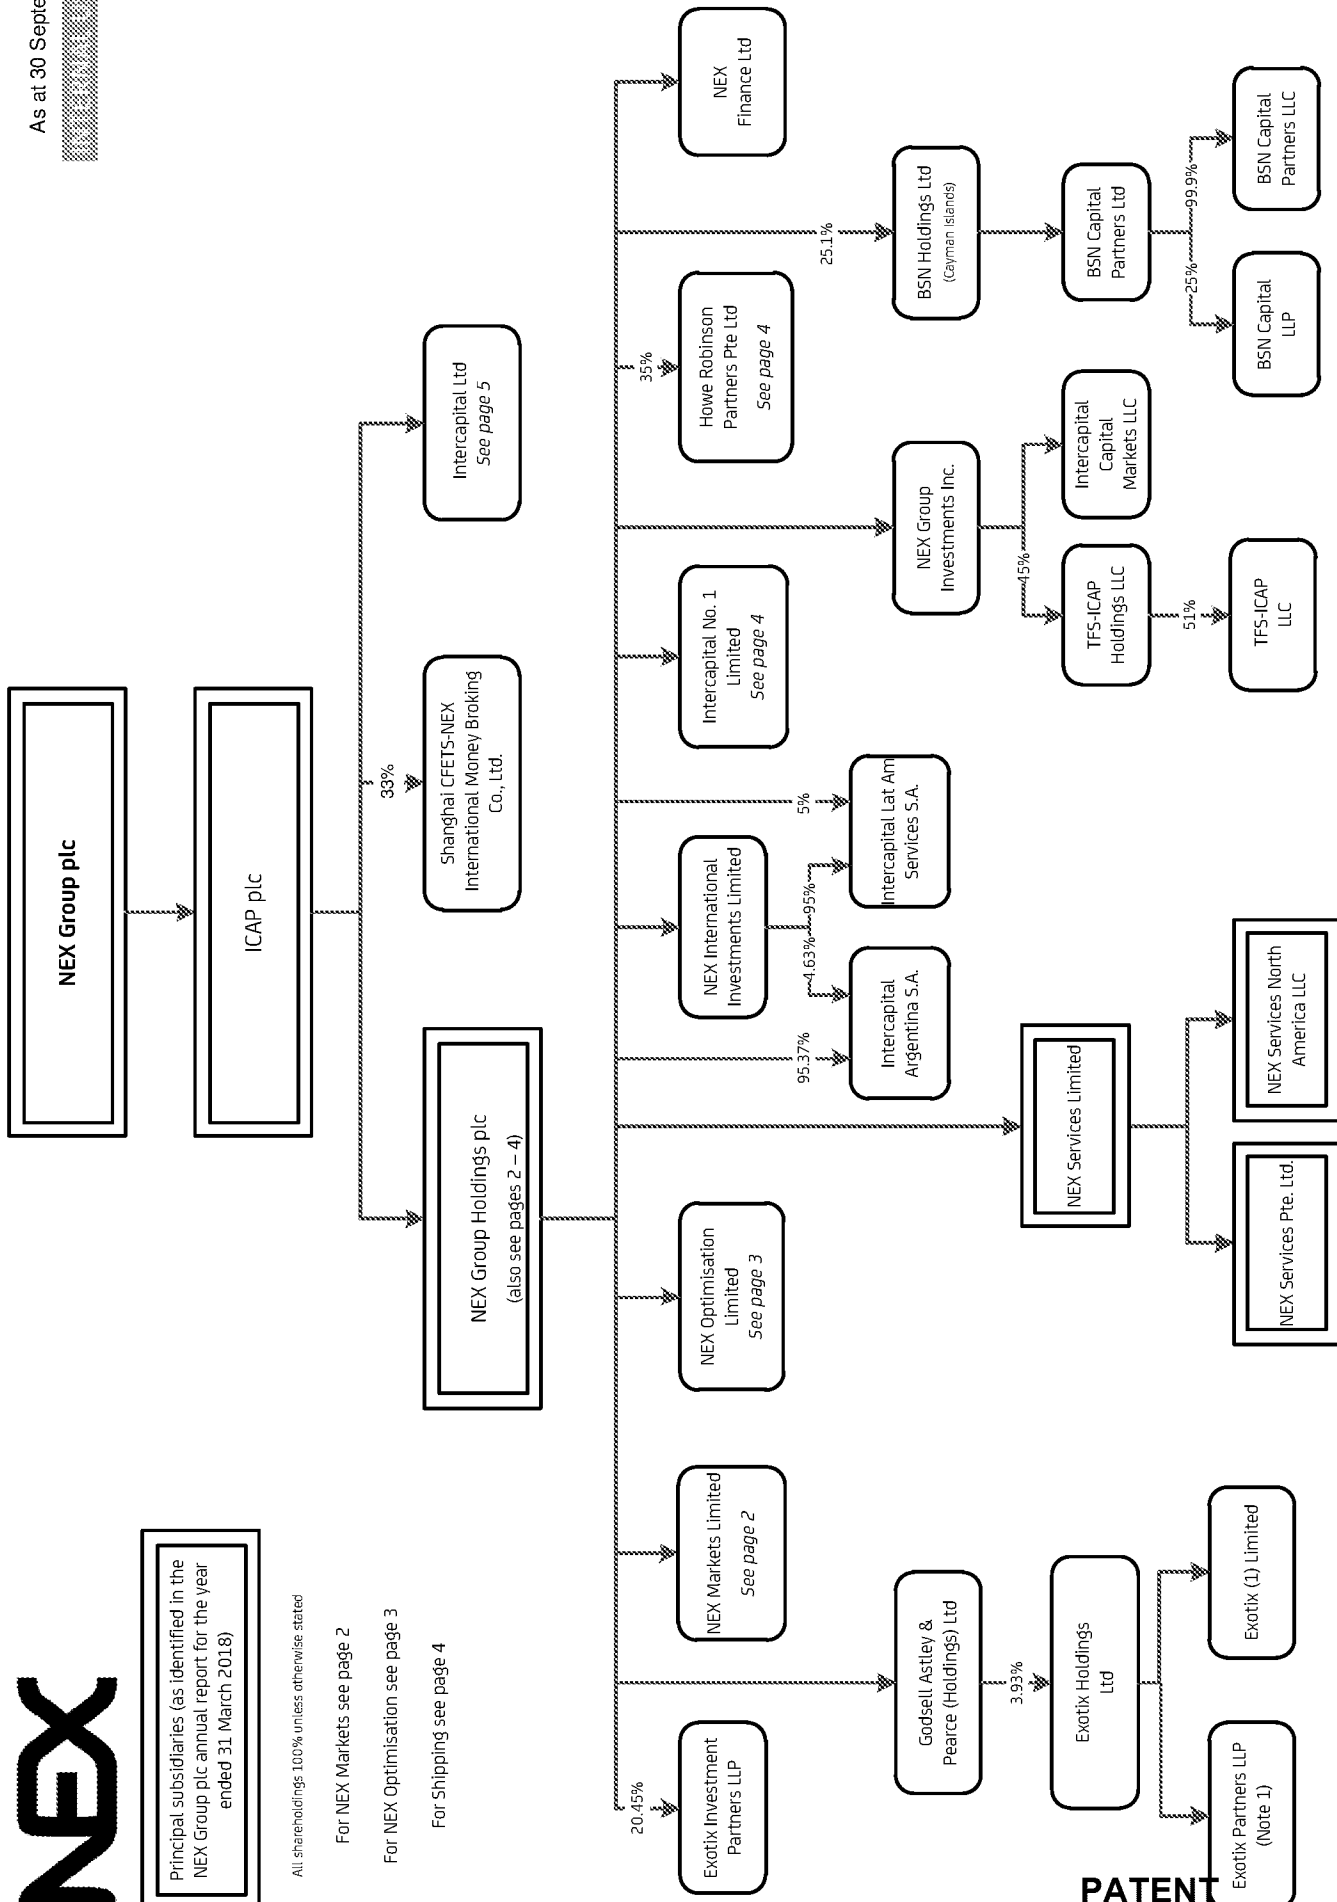 NEX
As at 30 Septe
Principal subsidiaries (as identified in the
NEX Group plc annual report for the year
ended 31 March 2018)
All shareholdings 100% unless otherwise stated
For NEX Markets see page 2
For NEX Optimisation see page 3
For Shipping see page 4
NEX Group plc
ICAP plc
33%
NEX Group Holdings plc
(also see pages 2 – 4)
Shanghai CFETS-NEX
International Money Broking
Co., Ltd.
Intercapital Ltd
See page 5
20.45%
35%
Exotix Investment
Partners LLP
NEX Markets Limited
See page 2
NEX Optimisation
Limited
See page 3
NEX International
Investments Limited
Intercapital No. 1
Limited
See page 4
Howe Robinson
Partners Pte Ltd
See page 4
NEX
Finance Ltd
95.37%
4.63%
95%
5%
25.1%
Intercapital
Argentina S.A.
Intercapital Lat Am
Services S.A.
Godsell Astley &
Pearce (Holdings) Ltd
NEX Group
Investments Inc.
BSN Holdings Ltd
(Cayman Islands)
3.93%
45%
Exotix Holdings
Ltd
NEX Services Limited
TFS-ICAP
Holdings LLC
Intercapital
Capital
Markets LLC
BSN Capital
Partners Ltd
51%
25%
99.9%
Exotix Partners LLP
(Note 1)
Exotix (1) Limited
NEX Services Pte. Ltd.
NEX Services North
America LLC
TFS-ICAP
LLC
BSN Capital
LLP
BSN Capital
Partners LLC
PATENT